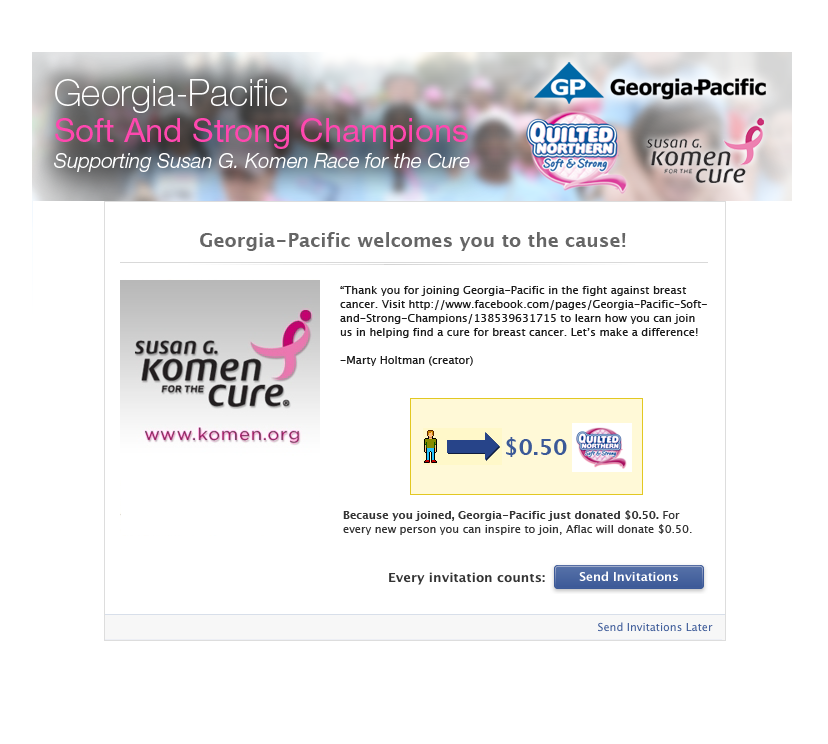 Georgia-Pacific
Soft And Strong Champions
Supporting Susan G. Komen Race for the Cure
GP Georgia-Pacific
QUILTED
NORTHERN
Soft & Strong
SUSAN G.
Komen
FOR THE
CURE
Georgia-Pacific welcomes you to the cause!
SUSAN G.
Komen
FOR THE
CURE®
www.komen.org
“Thank you for joining Georgia-Pacific in the fight against breast
cancer. Visit http://www.facebook.com/pages/Georgia-Pacific-Soft-
and-Strong-Champions/138539631715 to learn how you can join
us in helping find a cure for breast cancer. Let's make a difference!
-Marty Holtman (creator)
$0.50
QUILTED
NORTHERN
Soft & Strong
Because you joined, Georgia-Pacific just donated $0.50. For
every new person you can inspire to join, Aflac will donate $0.50.
Every invitation counts: Send Invitations
Send Invitations Later